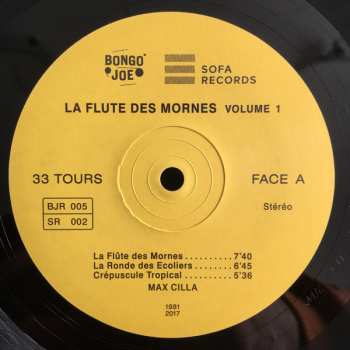 BONGO JOE
SOFA RECORDS
LA FLUTE DES MORNES VOLUME 1
33 TOURS
FACE A
BJR 005
SR 002
Stéréo
La Flûte des Mornes .......... 7'40
La Ronde des Ecoliers ........ 6'45
Crépuscule Tropical .......... 5'36
MAX CILLA
1981
2017